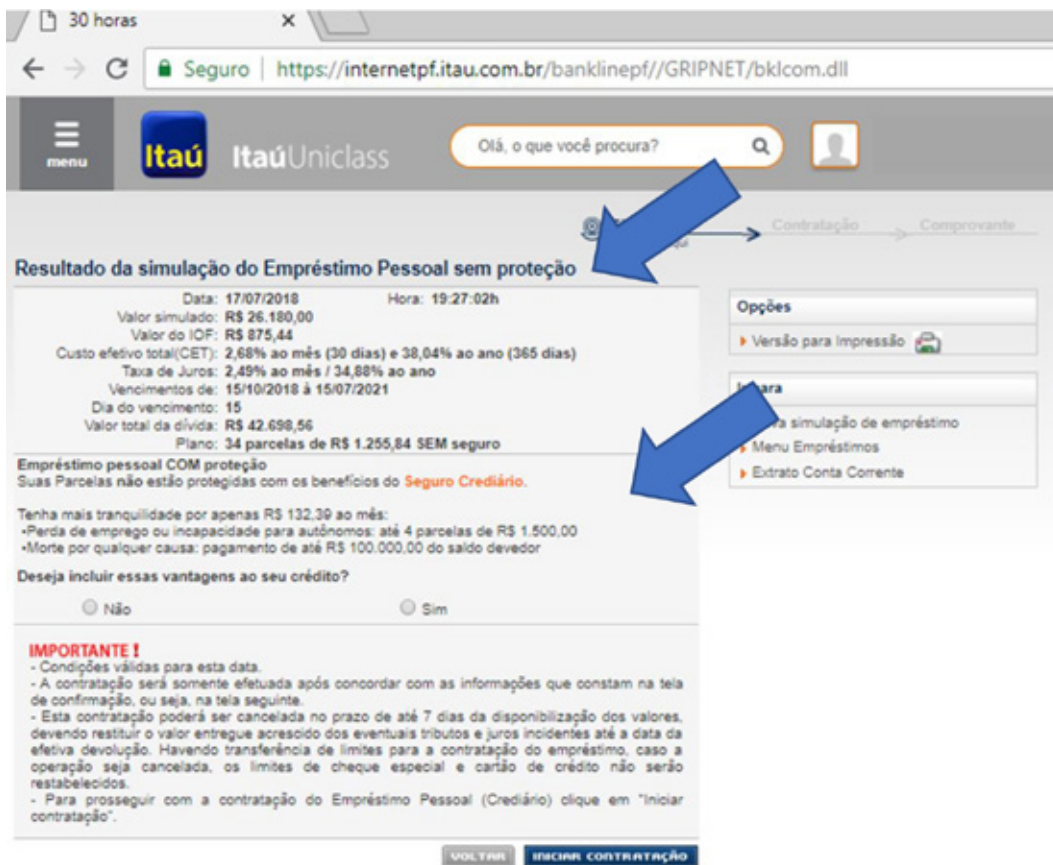 30 horas
Seguro | https://internetpf.itau.com.br/banklinepf//GRIPNET/bklcom.dll
menu
Itaú
ItaúUniclass
Olá, o que você procura?
Contratação
Comprovante
Resultado da simulação do Empréstimo Pessoal sem proteção
Data: 17/07/2018 Hora: 19:27:02h
Valor simulado: R$ 26.180,00
Valor do IOF: R$ 875,44
Custo efetivo total(CET): 2,68% ao mês (30 dias) e 38,04% ao ano (365 dias)
Taxa de Juros: 2,49% ao mês / 34,88% ao ano
Vencimentos de: 15/10/2018 à 15/07/2021
Dia do vencimento: 15
Valor total da dívida: R$ 42.698,56
Plano: 34 parcelas de R$ 1.255,84 SEM seguro
Empréstimo pessoal COM proteção
Suas Parcelas não estão protegidas com os benefícios do Seguro Crediário.
Tenha mais tranquilidade por apenas R$ 132,39 ao mês:
•Perda de emprego ou incapacidade para autônomos: até 4 parcelas de R$ 1.500,00
•Morte por qualquer causa: pagamento de até R$ 100.000,00 do saldo devedor
Deseja incluir essas vantagens ao seu crédito?
Não
Sim
IMPORTANTE !
- Condições válidas para esta data.
- A contratação será somente efetuada após concordar com as informações que constam na tela
de confirmação, ou seja, na tela seguinte.
- Esta contratação poderá ser cancelada no prazo de até 7 dias da disponibilização dos valores,
devendo restituir o valor entregue acrescido dos eventuais tributos e juros incidentes até a data da
efetiva devolução. Havendo transferência de limites para a contratação do empréstimo, caso a
operação seja cancelada, os limites de cheque especial e cartão de crédito não serão
restabelecidos.
- Para prosseguir com a contratação do Empréstimo Pessoal (Crediário) clique em "Iniciar
contratação".
VOLTAR
INICIAR CONTRATAÇÃO
Opções
Versão para Impressão
para
simulação de empréstimo
Menu Empréstimos
Extrato Conta Corrente